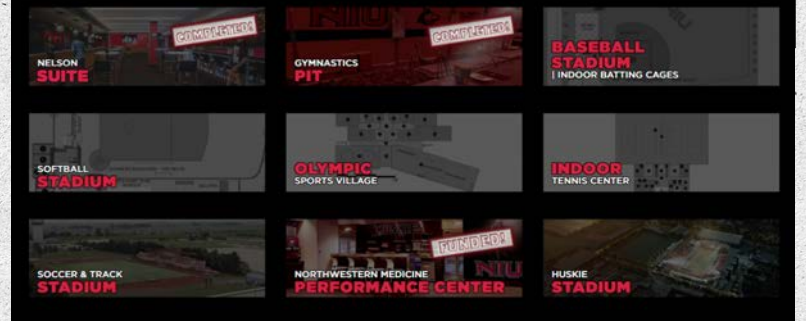 COMPLETED!
NELSON
SUITE
COMPLETED!
NIU
GYMNASTICS
PIT
BASEBALL
STADIUM
| INDOOR BATTING CAGES
SOFTBALL
STADIUM
OLYMPIC
SPORTS VILLAGE
INDOOR
TENNIS CENTER
SOCCER & TRACK
STADIUM
FUNDED!
NIU
NORTHWESTERN MEDICINE
PERFORMANCE CENTER
HUSKIE
STADIUM